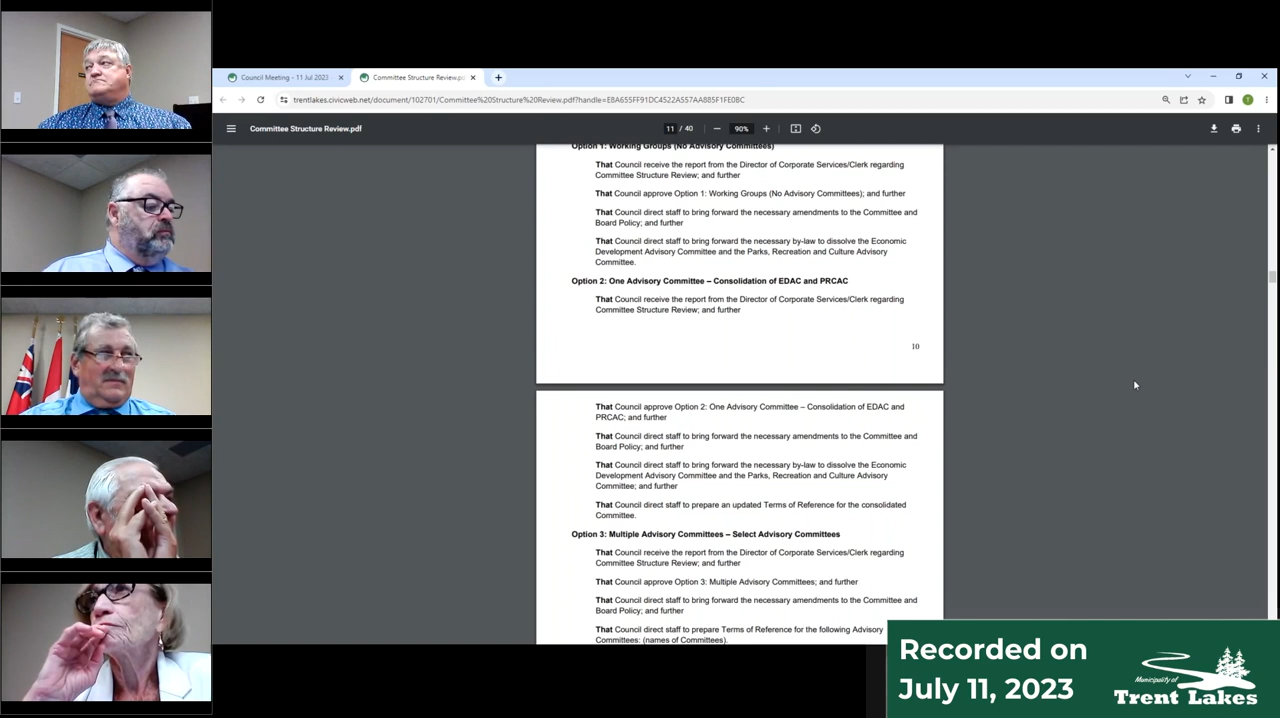 Council Meeting - 11 Jul 2023
Committee Structure Review.pdf
trentlakes.civicweb.net/document/102701/Committee%20Structure%20Review.pdf?handle=E8A655FF91DC4522A557AA885F1FE0BC
Committee Structure Review.pdf
11 / 40
90%
Option 1: Working Groups (No Advisory Committees)
That Council receive the report from the Director of Corporate Services/Clerk regarding
Committee Structure Review; and further
That Council approve Option 1: Working Groups (No Advisory Committees); and further
That Council direct staff to bring forward the necessary amendments to the Committee and
Board Policy; and further
That Council direct staff to bring forward the necessary by-law to dissolve the Economic
Development Advisory Committee and the Parks, Recreation and Culture Advisory
Committee.
Option 2: One Advisory Committee – Consolidation of EDAC and PRCAC
That Council receive the report from the Director of Corporate Services/Clerk regarding
Committee Structure Review; and further
10
That Council approve Option 2: One Advisory Committee – Consolidation of EDAC and
PRCAC; and further
That Council direct staff to bring forward the necessary amendments to the Committee and
Board Policy; and further
That Council direct staff to bring forward the necessary by-law to dissolve the Economic
Development Advisory Committee and the Parks, Recreation and Culture Advisory
Committee; and further
That Council direct staff to prepare an updated Terms of Reference for the consolidated
Committee.
Option 3: Multiple Advisory Committees – Select Advisory Committees
That Council receive the report from the Director of Corporate Services/Clerk regarding
Committee Structure Review; and further
That Council approve Option 3: Multiple Advisory Committees; and further
That Council direct staff to bring forward the necessary amendments to the Committee and
Board Policy; and further
That Council direct staff to prepare Terms of Reference for the following Advisory
Committees: (names of Committees).
Recorded on
July 11, 2023
Municipality of
Trent Lakes